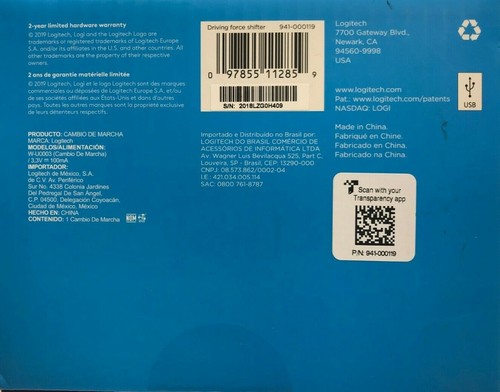 2-year limited hardware warranty
© 2019 Logitech, Logi and the Logitech Logo are
trademarks or registered trademarks of Logitech Europe
S.A. and/or its affiliates in the U.S. and other countries. All
other trademarks are the property of their respective
owners.
2 ans de garantie matérielle limitée
© 2019 Logitech, Logi et le logo Logitech sont des marques
commerciales ou déposées de Logitech Europe S.A. et/ou
de ses sociétés affiliées aux États-Unis et dans d'autres
pays. Toutes les autres marques sont la propriété exclusive
de leurs détenteurs respectifs.
Driving force shifter 941-000119
0 97855 11285 9
S/N: 2018LZG0H409
Logitech
7700 Gateway Blvd.,
Newark, CA
94560-9998
USA
www.logitech.com
Pat.: www.logitech.com/patents
NASDAQ: LOGI
USB
Made in China.
Fabriqué en Chine.
Fabricado en China.
Fabricado na China.
PRODUCTO: CAMBIO DE MARCHA
MARCA: Logitech
MODELOS/ALIMENTACIÓN:
W-U0003 (Cambio De Marcha)
/ 3,3V ⎓ 100mA
IMPORTADOR:
Logitech de México, S.A.
de C.V. Av. Periférico
Sur No. 4338 Colonia Jardines
Del Pedregal de San Ángel,
C.P. 04500, Delegación Coyoacán,
Ciudad de México, México
HECHO EN: CHINA
CONTENIDO: 1 Cambio De Marcha
Importado e Distribuído no Brasil por:
LOGITECH DO BRASIL COMÉRCIO DE
ACESSÓRIOS DE INFORMÁTICA LTDA
Av. Wagner Luis Bevilacqua 525, Part C,
Louveira, SP - Brasil, CEP: 13290-000
CNPJ: 08.573.862/0002-04
I.E.: 421.034.005.114
SAC: 0800 761-8787
Scan with your
Transparency app
P/N: 941-000119